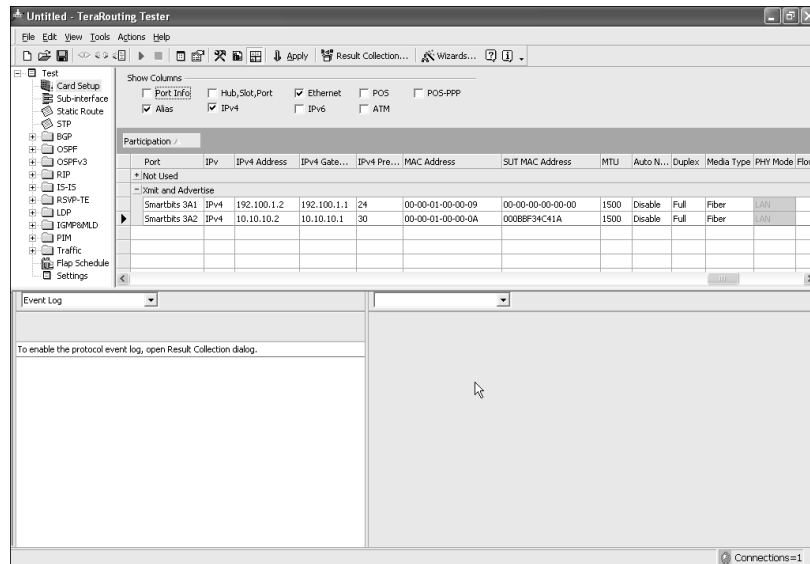 Untitled - TeraRouting Tester
File Edit View Tools Actions Help
Apply Result Collection... Wizards...
Test
Card Setup
Sub-interface
Static Route
STP
BGP
OSPF
OSPFv3
RIP
IS-IS
RSVP-TE
LDP
IGMP&MLD
PIM
Traffic
Flap Schedule
Settings
Show Columns
Port Info Hub,Slot,Port Ethernet POS POS-PPP
Alias IPv4 IPv6 ATM
Participation
Port IPv IPv4 Address IPv4 Gate... IPv4 Pre... MAC Address SUT MAC Address MTU Auto N... Duplex Media Type PHY Mode Flo
Not Used
Xmit and Advertise
Smartbits 3A1 IPv4 192.100.1.2 192.100.1.1 24 00-00-01-00-00-09 00-00-00-00-00-00 1500 Disable Full Fiber LAN
Smartbits 3A2 IPv4 10.10.10.2 10.10.10.1 30 00-00-01-00-00-0A 000BBF34C41A 1500 Disable Full Fiber LAN
Event Log
To enable the protocol event log, open Result Collection dialog.
Connections=1